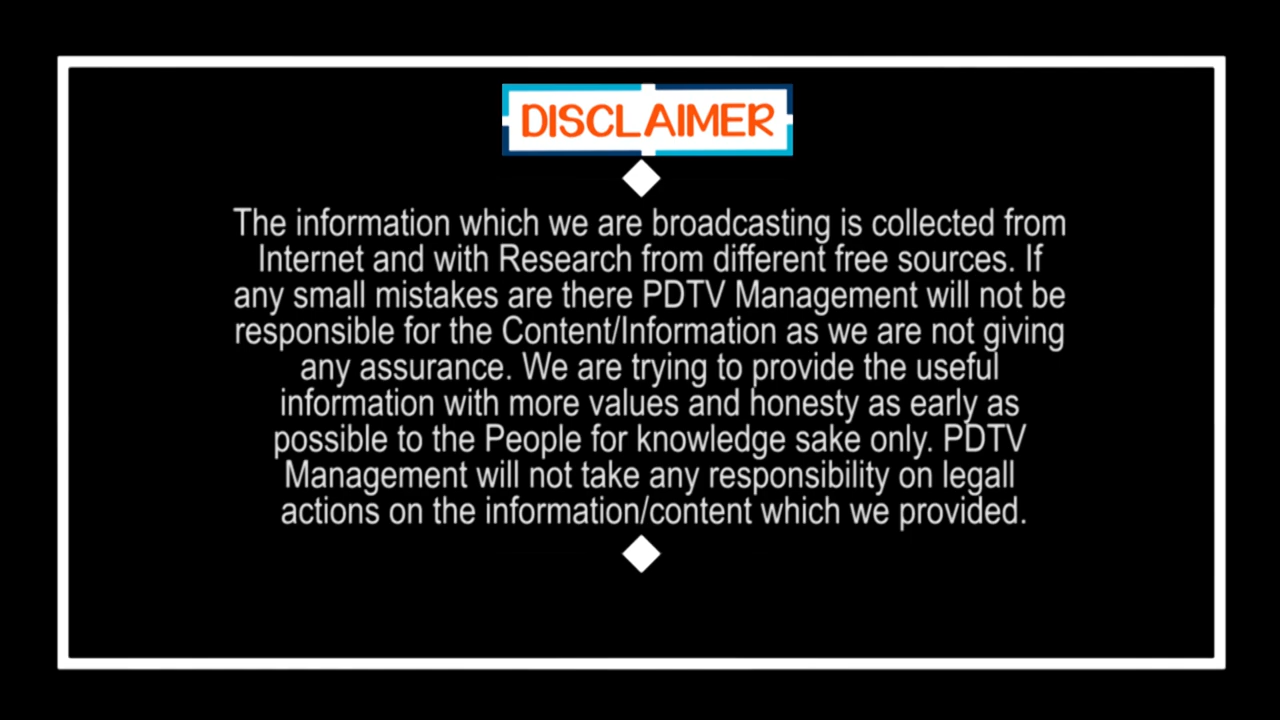 DISCLAIMER
The information which we are broadcasting is collected from
Internet and with Research from different free sources. If
any small mistakes are there PDTV Management will not be
responsible for the Content/Information as we are not giving
any assurance. We are trying to provide the useful
information with more values and honesty as early as
possible to the People for knowledge sake only. PDTV
Management will not take any responsibility on legall
actions on the information/content which we provided.